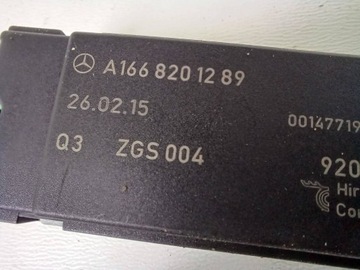 A166 820 12 89
26.02.15
00147719
Q3 ZGS 004
920
Hir
Co